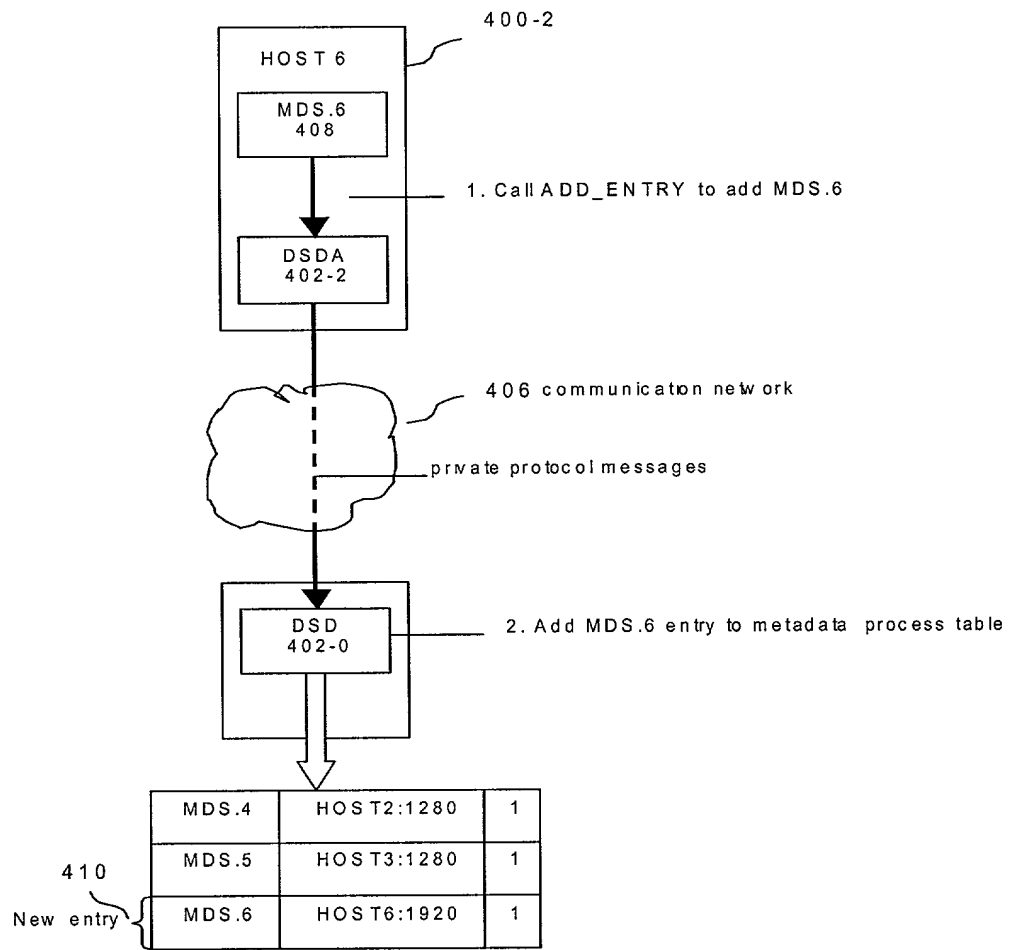 400-2
HOST 6
MDS.6
408
1. Call ADD_ENTRY to add MDS.6
DSDA
402-2
406 communication network
private protocol messages
DSD
402-0
2. Add MDS.6 entry to metadata process table
MDS.4 HOST2:1280 1
MDS.5 HOST3:1280 1
410
New entry
MDS.6 HOST6:1920 1